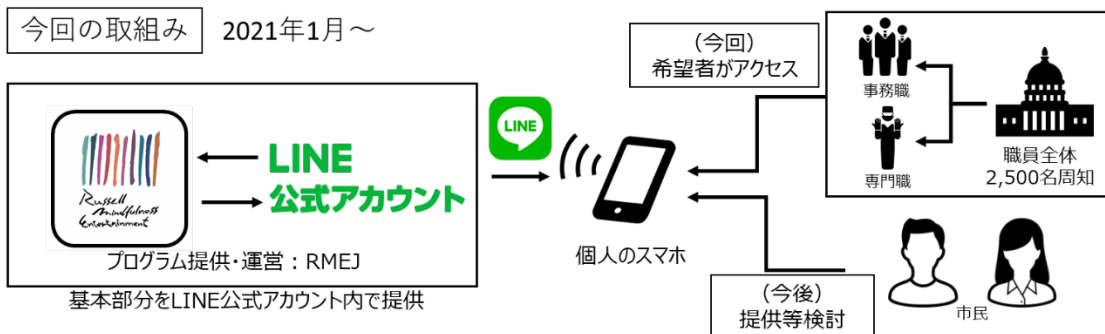 今回の取組み
2021年1月～
(今回)
希望者がアクセス
事務職
専門職
職員全体
2,500名周知
LINE
LINE
公式アカウント
Russell
mindfulness
Entertainment
プログラム提供・運営：RMEJ
基本部分をLINE公式アカウント内で提供
個人のスマホ
(今後)
提供等検討
市民